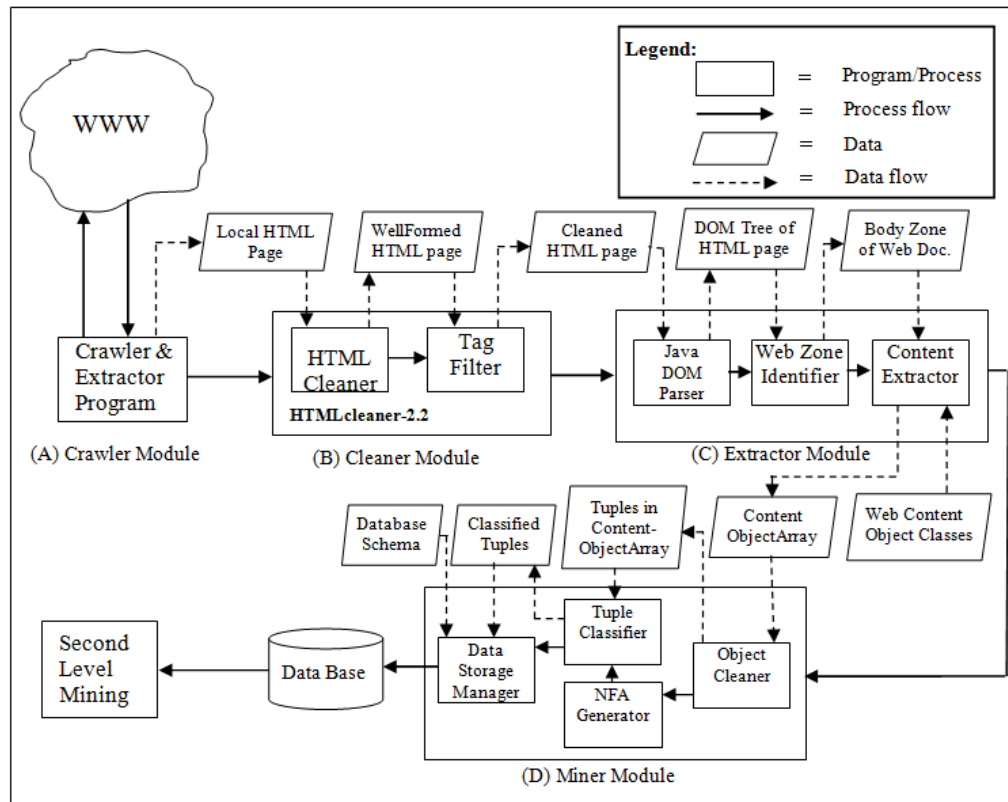 Legend:
= Program/Process
= Process flow
= Data
= Data flow
WWW
Local HTML
Page
WellFormed
HTML page
Cleaned
HTML page
DOM Tree of
HTML page
Body Zone
of Web Doc.
Crawler &
Extractor
Program
HTML
Cleaner
Tag
Filter
HTMLcleaner-2.2
Java
DOM
Parser
Web Zone
Identifier
Content
Extractor
(A) Crawler Module
(B) Cleaner Module
(C) Extractor Module
Database
Schema
Classified
Tuples
Tuples in
Content-
ObjectArray
Content
ObjectArray
Web Content
Object Classes
Second
Level
Mining
Data Base
Data
Storage
Manager
Tuple
Classifier
NFA
Generator
Object
Cleaner
(D) Miner Module